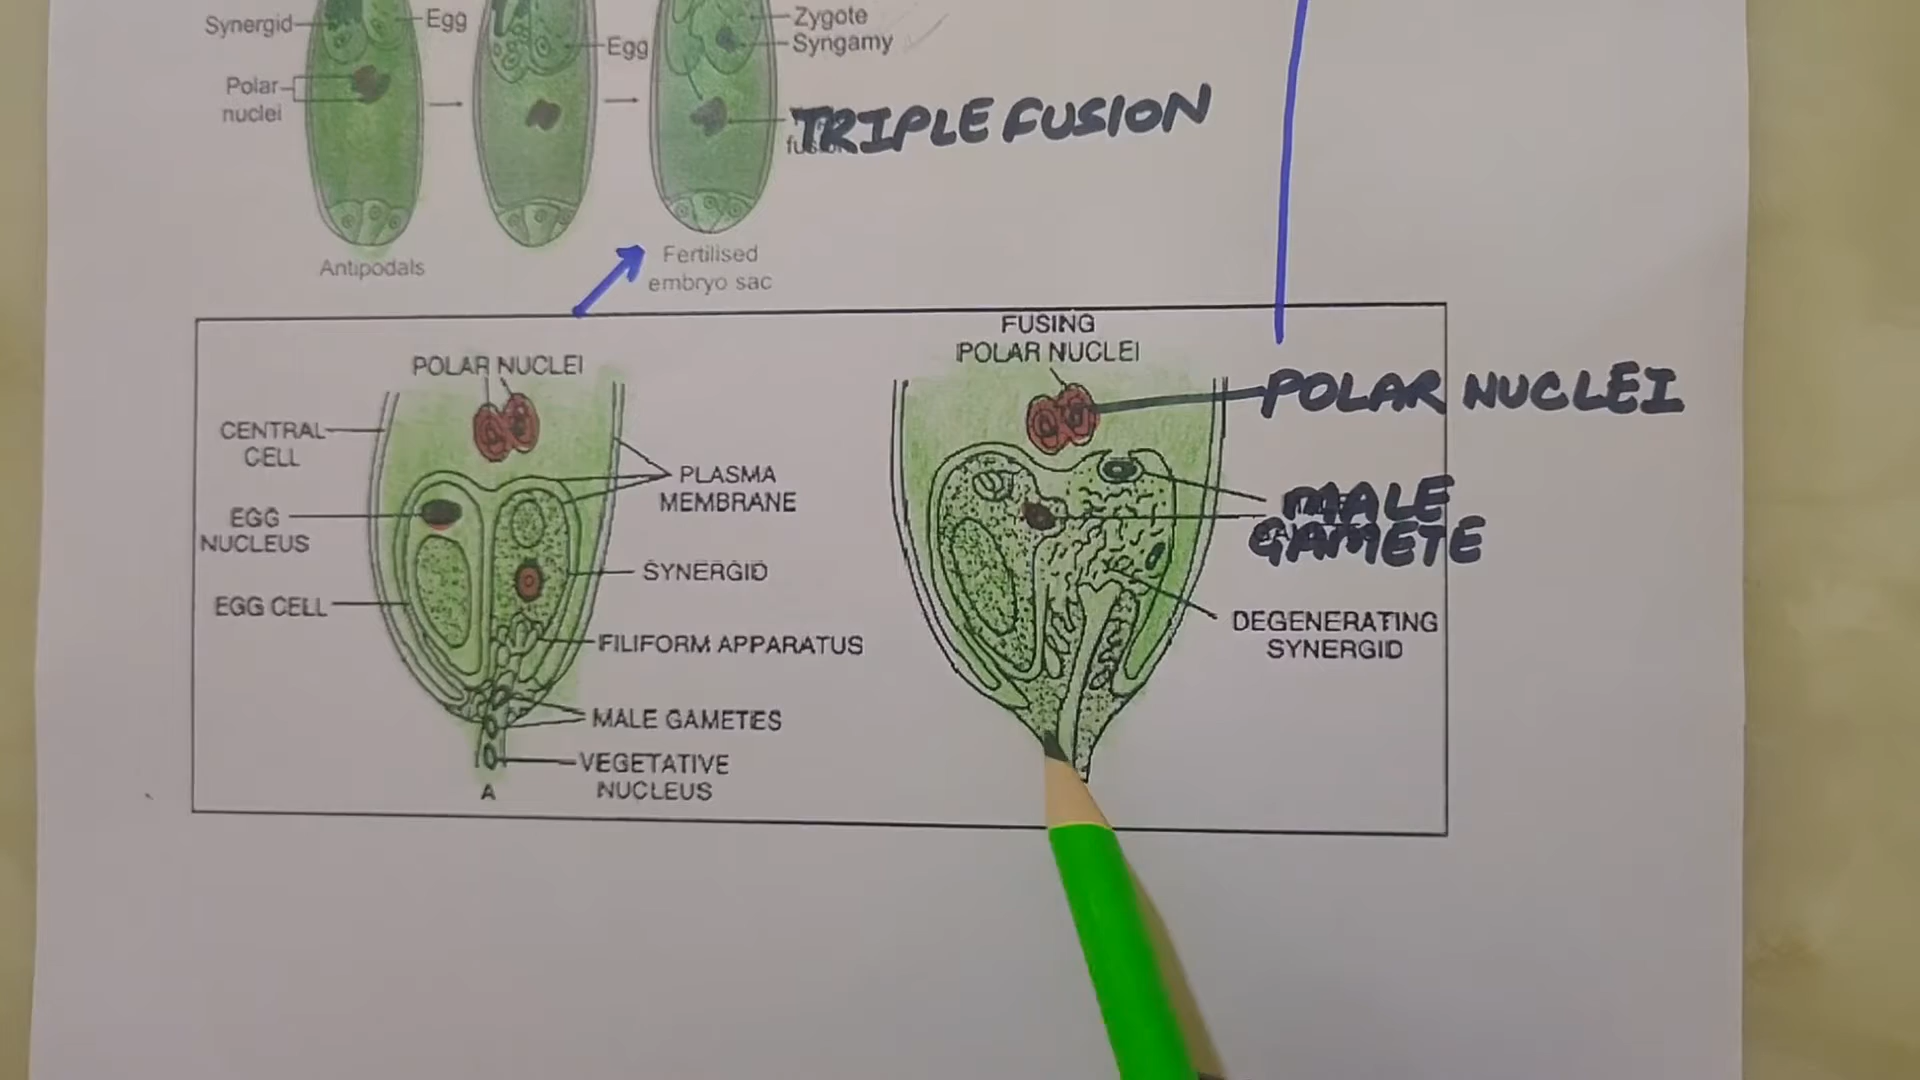 Synergid
Egg
Egg
Zygote
Syngamy
Polar
nuclei
TRIPLE FUSION
Antipodals
Fertilised
embryo sac
POLAR NUCLEI
CENTRAL
CELL
EGG
NUCLEUS
EGG CELL
PLASMA
MEMBRANE
SYNERGID
FILIFORM APPARATUS
MALE GAMETES
VEGETATIVE
NUCLEUS
A
FUSING
POLAR NUCLEI
POLAR NUCLEI
MALE
GAMETE
DEGENERATING
SYNERGID